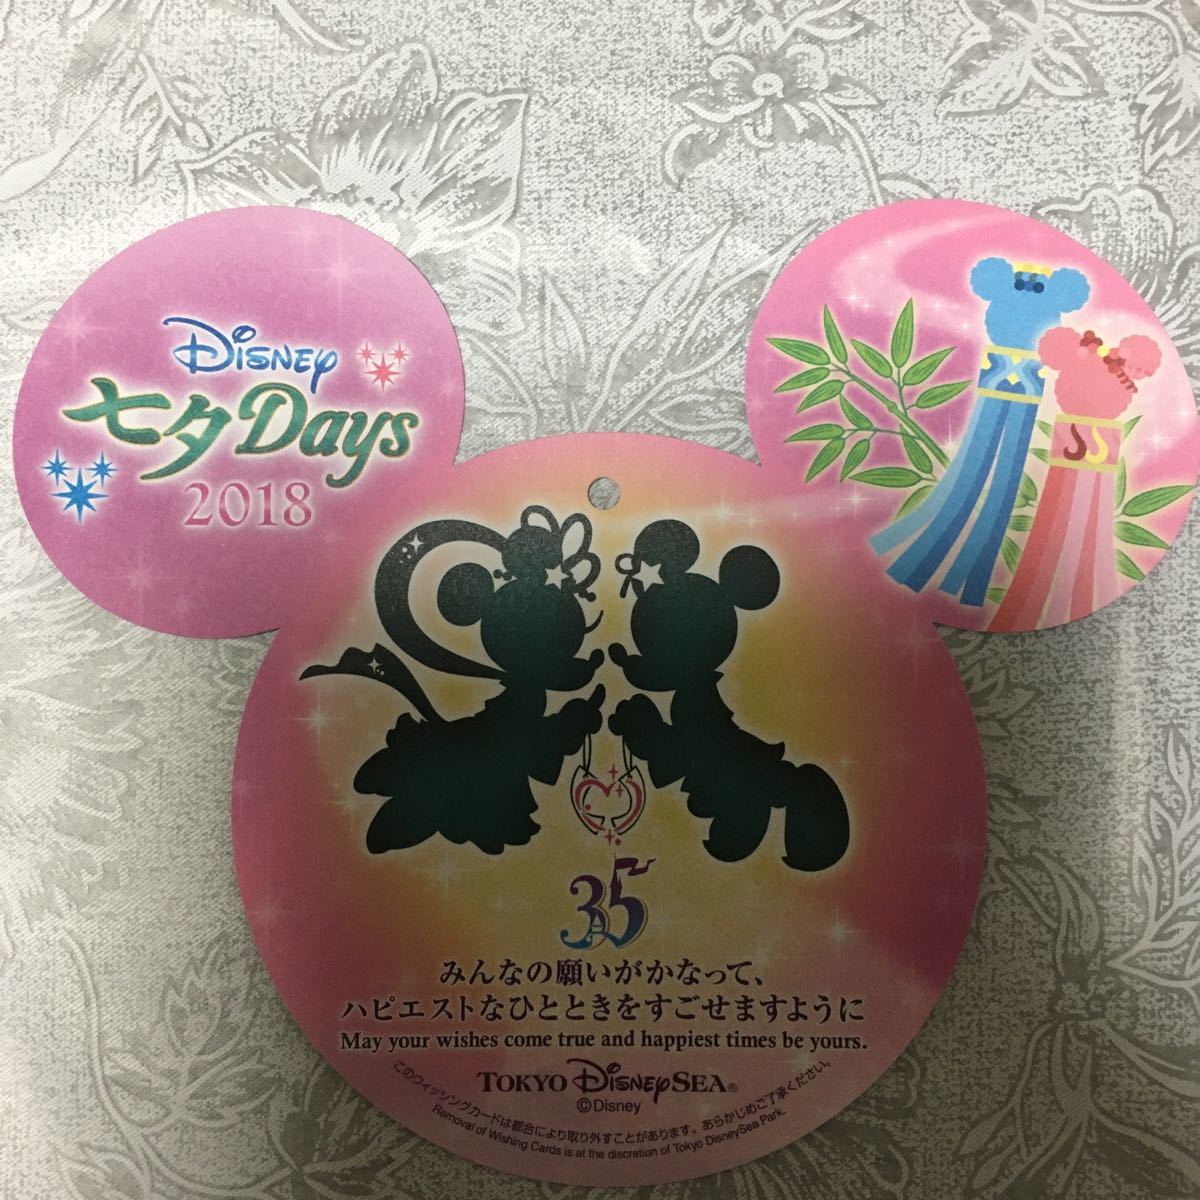 Disney
七夕Days
2018
35
みんなの願いがかなって、
ハピエストなひとときをすごせますように
May your wishes come true and happiest times be yours.
TOKYO DISNEYSEA®
©Disney
このウィッシングカードは都合により取り外すことがあります。あらかじめご了承ください。
Removal of Wishing Cards is at the discretion of Tokyo DisneySea Park.